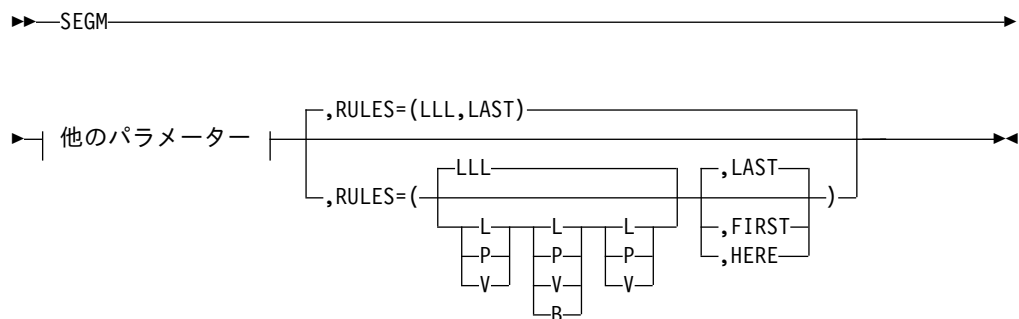 SEGM
,RULES=(LLL,LAST)
他のパラメーター
LLL ,LAST
,RULES=( )
L L L ,FIRST
P P P ,HERE
V V V
B